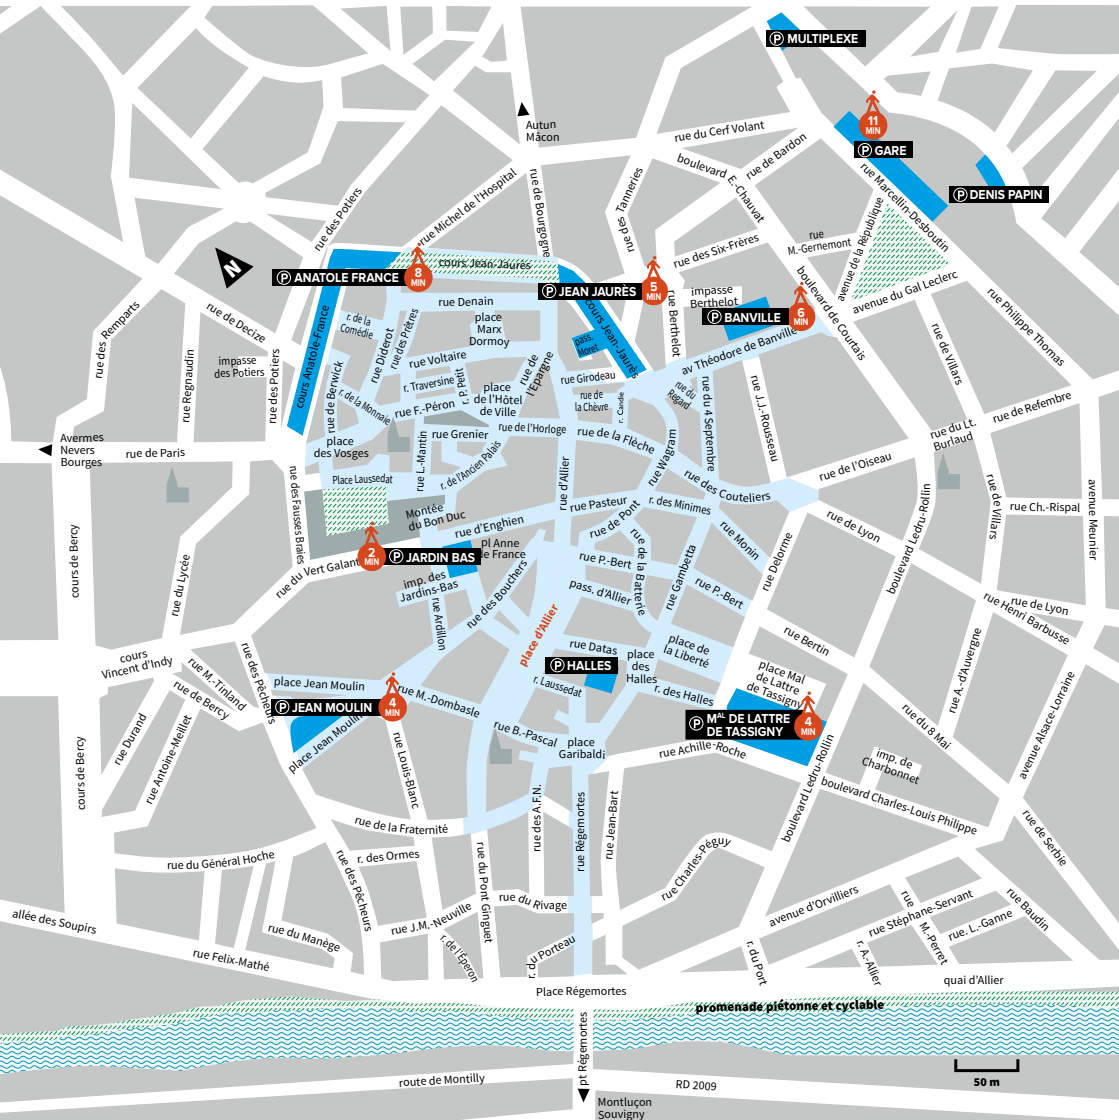 P MULTIPLEXE
11
MIN
P GARE
P DENIS PAPIN
Autun
Mâcon
rue du Cerf Volant
rue de Bardon
boulevard E.-Chauvat
rue Marcellin-Desboutin
rue des Potiers
rue Michel de l'Hospital
rue de Bourgogne
rue des Tanneries
rue des Six-Frères
rue
M.-Gernemont
avenue de la République
N
P ANATOLE FRANCE
8
MIN
cours Jean-Jaurès
P JEAN JAURÈS
5
MIN
cours Jean-Jaurès
impasse
Berthelot
P BANVILLE
6
MIN
rue Berthelot
boulevard de Courtais
avenue du Gal Leclerc
rue Philippe Thomas
rue de Villars
rue des Remparts
rue de Decize
rue Regnaudin
impasse
des Potiers
rue des Potiers
cours Anatole-France
rue Denain
r. de la
Comédie
rue Diderot
rue des Prêtres
place
Marx
Dormoy
rue Voltaire
r. Traversine
r. P. Petit
rue de
l'Epargne
pass.
Moret
av Théodore de Banville
rue Girodeau
rue de Berwick
r. de la Monnaie
rue F.-Péron
place
de l'Hôtel
de Ville
rue de
la Chèvre
r. Candie
rue du
Regard
rue du 4 Septembre
rue J.J.-Rousseau
rue de Refembre
rue du Lt.
Burlaud
Avermes
Nevers
Bourges
rue de Paris
place
des Vosges
rue Grenier
rue de l'Horloge
rue de la Flèche
rue Wagram
rue de l'Oiseau
Place Laussedat
rue L.-Mantin
r. de l'Ancien Palais
rue d'Allier
rue des Couteliers
rue des Fausses Braies
Montée
du Bon Duc
rue d'Enghien
rue Pasteur
r. des Minimes
rue de Pont
rue Monin
rue de Lyon
boulevard Ledru-Rollin
rue de Villars
rue Ch.-Rispal
avenue Meunier
cours de Bercy
rue du Lycée
2
MIN
P JARDIN BAS
pl Anne
de France
rue du Vert Galant
imp. des
Jardins-Bas
rue Ardillon
rue des Bouchers
rue P.-Bert
pass. d'Allier
rue de la Batterie
rue Gambetta
rue P.-Bert
rue Delorme
rue de Lyon
rue Henri Barbusse
place d'Allier
rue Datas
P HALLES
r. Laussedat
place
des
Halles
place de
la Liberté
r. des Halles
rue Bertin
place Mal
de Lattre
de Tassigny
P MAL DE LATTRE
DE TASSIGNY
4
MIN
rue A.-d'Auvergne
rue du 8 Mai
avenue Alsace-Lorraine
cours
Vincent d'Indy
rue M.-Tinland
rue de Bercy
rue des Pêcheurs
place Jean Moulin
P JEAN MOULIN
4
MIN
rue M.-Dombasle
place Jean Moulin
rue Durand
rue Antoine-Meillet
cours de Bercy
rue Louis-Blanc
rue B.-Pascal
place
Garibaldi
rue Achille-Roche
boulevard Ledru-Rollin
imp. de
Charbonnet
boulevard Charles-Louis Philippe
rue de Serbie
rue de la Fraternité
rue des A.F.N.
rue Régemortes
rue Jean-Bart
rue du Général Hoche
r. des Ormes
rue des Pêcheurs
rue du Pont Ginguet
rue Charles-Péguy
avenue d'Orvilliers
rue Stéphane-Servant
rue
M.-Perret
rue. L.-Ganne
rue Baudin
allée des Soupirs
rue du Manège
rue Felix-Mathé
rue J.M.-Neuville
r. de l'Éperon
rue du Rivage
r. du Porteau
r. du Port
r. A.-Allier
quai d'Allier
Place Régemortes
promenade piétonne et cyclable
pt Régemortes
route de Montilly
RD 2009
50 m
Montluçon
Souvigny